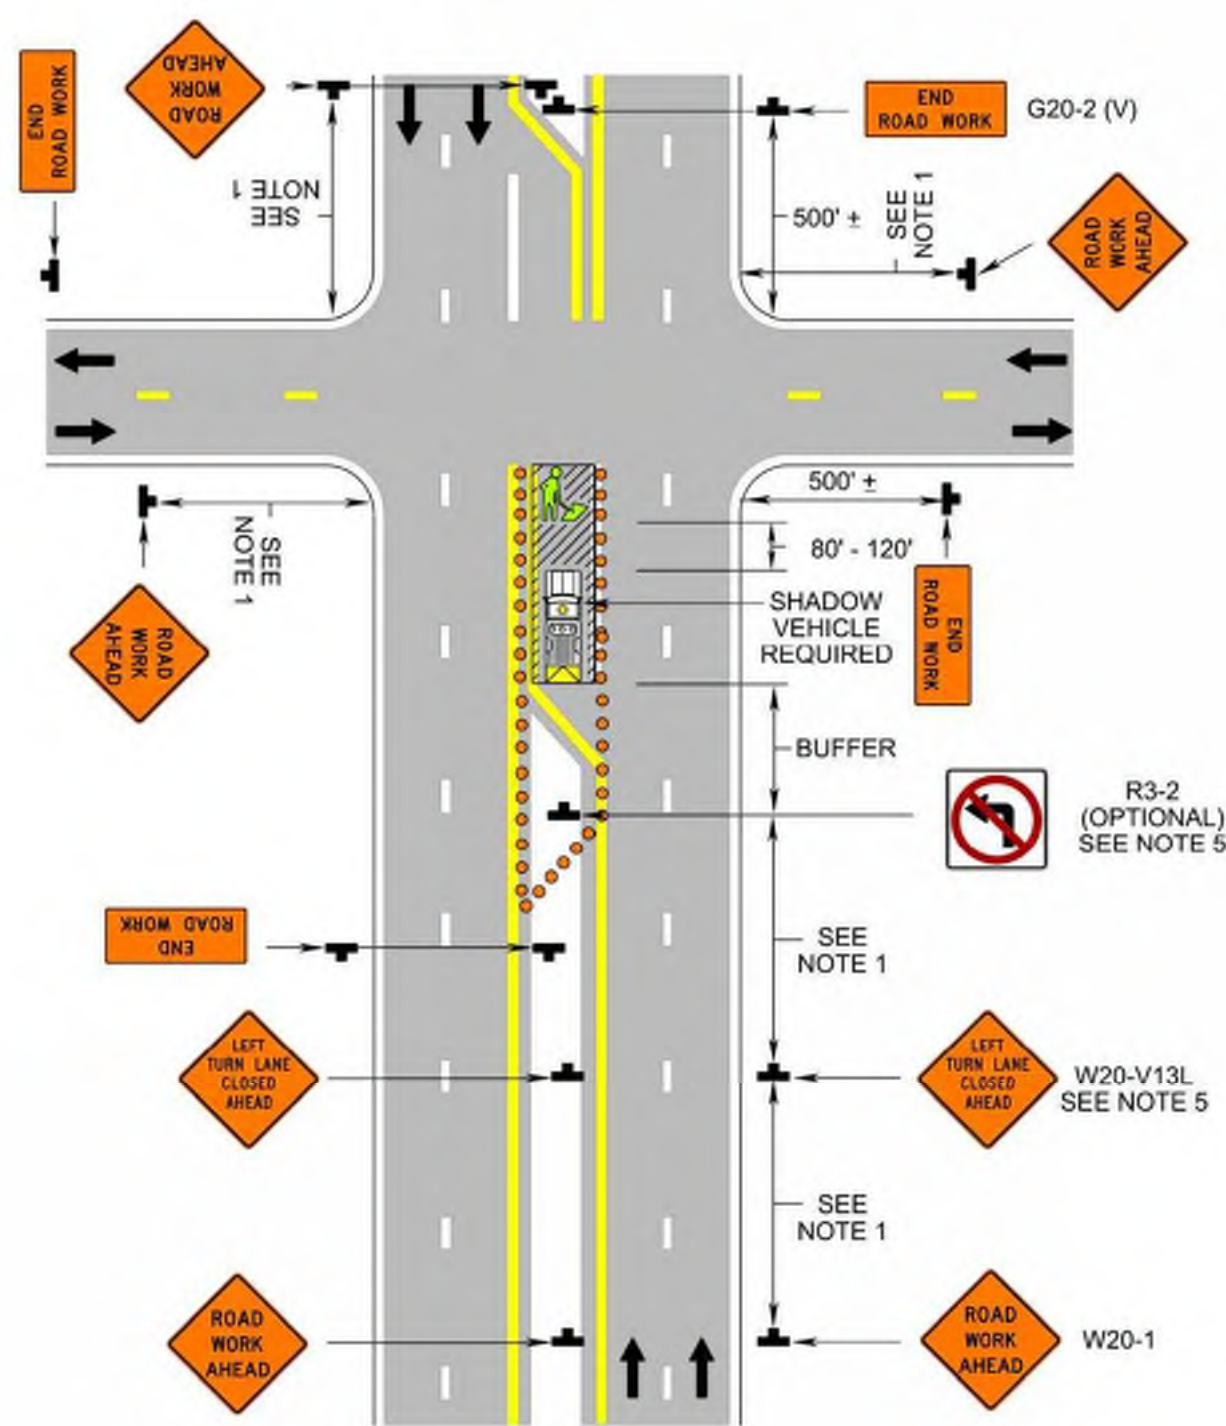 END
ROAD WORK
ROAD
WORK
AHEAD
END
ROAD WORK
G20-2 (V)
SEE
NOTE 1
500' ±
SEE
NOTE 1
ROAD
WORK
AHEAD
SEE
NOTE 1
500' ±
80' - 120'
SHADOW
VEHICLE
REQUIRED
END
ROAD WORK
ROAD
WORK
AHEAD
BUFFER
R3-2
(OPTIONAL)
SEE NOTE 5
END
ROAD WORK
SEE
NOTE 1
LEFT
TURN LANE
CLOSED
AHEAD
LEFT
TURN LANE
CLOSED
AHEAD
W20-V13L
SEE NOTE 5
SEE
NOTE 1
ROAD
WORK
AHEAD
ROAD
WORK
AHEAD
W20-1